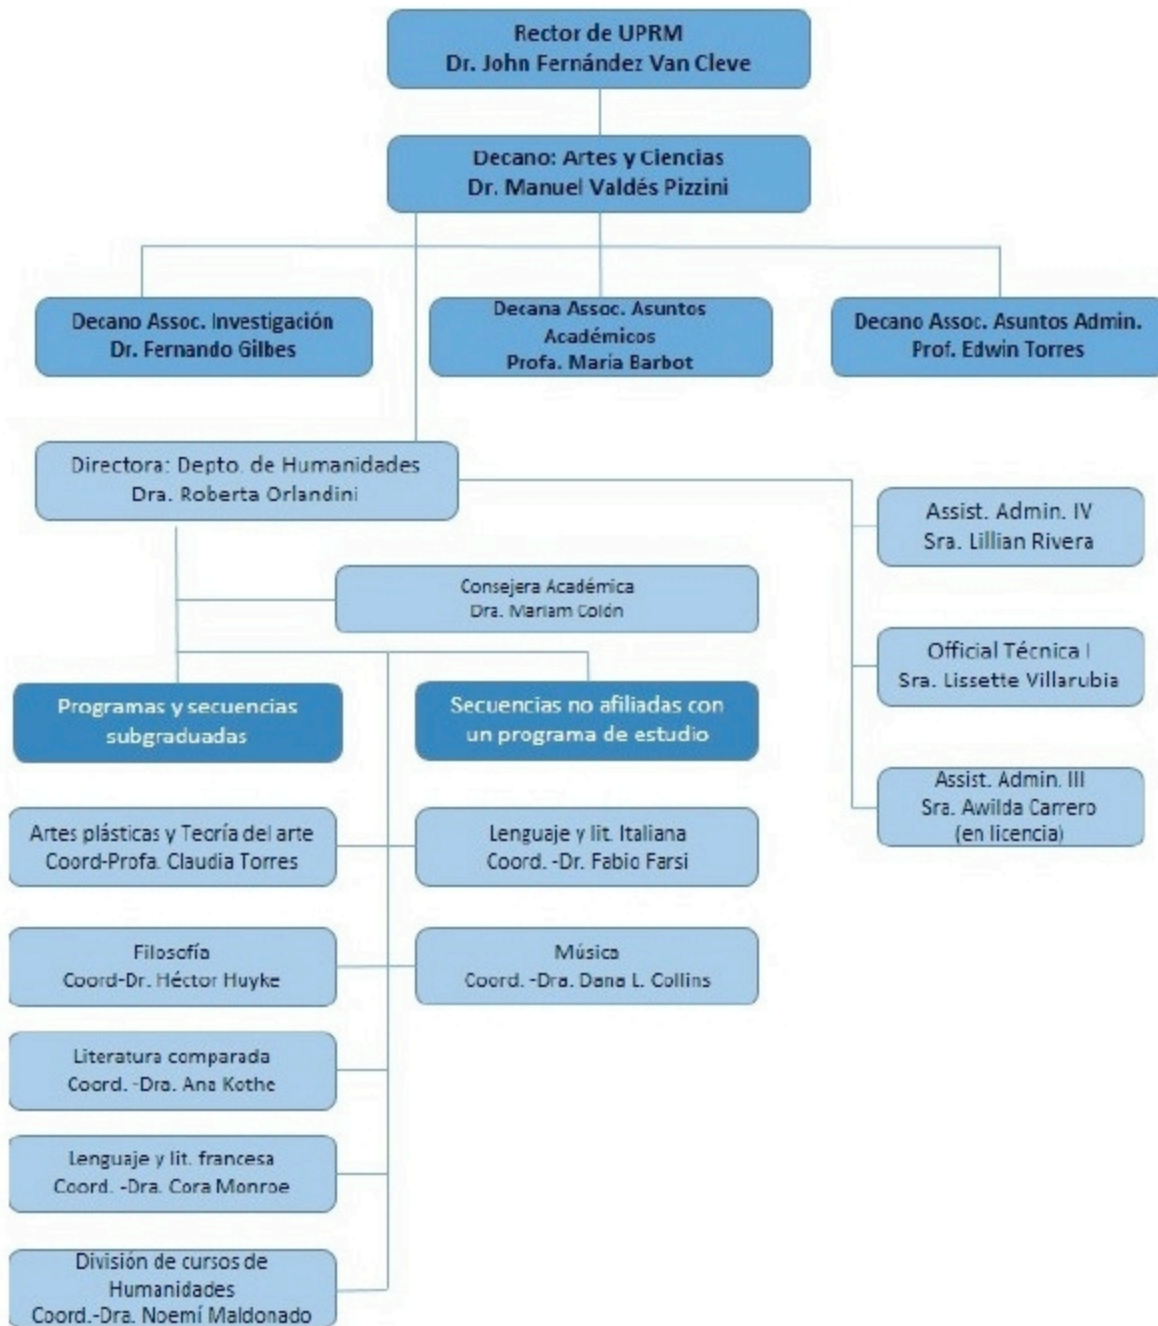 Rector de UPRM
Dr. John Fernández Van Cleve
Decano: Artes y Ciencias
Dr. Manuel Valdés Pizzini
Decano Assoc. Investigación
Dr. Fernando Gilbes
Decana Assoc. Asuntos
Académicos
Profa. María Barbot
Decano Assoc. Asuntos Admin.
Prof. Edwin Torres
Directora: Depto. de Humanidades
Dra. Roberta Orlandini
Assist. Admin. IV
Sra. Lillian Rivera
Consejera Académica
Dra. Mariam Colón
Official Técnica I
Sra. Lissette Villarubia
Programas y secuencias
subgraduadas
Secuencias no afiliadas con
un programa de estudio
Assist. Admin. III
Sra. Awilda Carrero
(en licencia)
Artes plásticas y Teoría del arte
Coord-Profa. Claudia Torres
Lenguaje y lit. Italiana
Coord. -Dr. Fabio Farsi
Filosofía
Coord-Dr. Héctor Huyke
Música
Coord. -Dra. Dana L. Collins
Literatura comparada
Coord. -Dra. Ana Kothe
Lenguaje y lit. francesa
Coord. -Dra. Cora Monroe
División de cursos de
Humanidades
Coord.-Dra. Noemí Maldonado